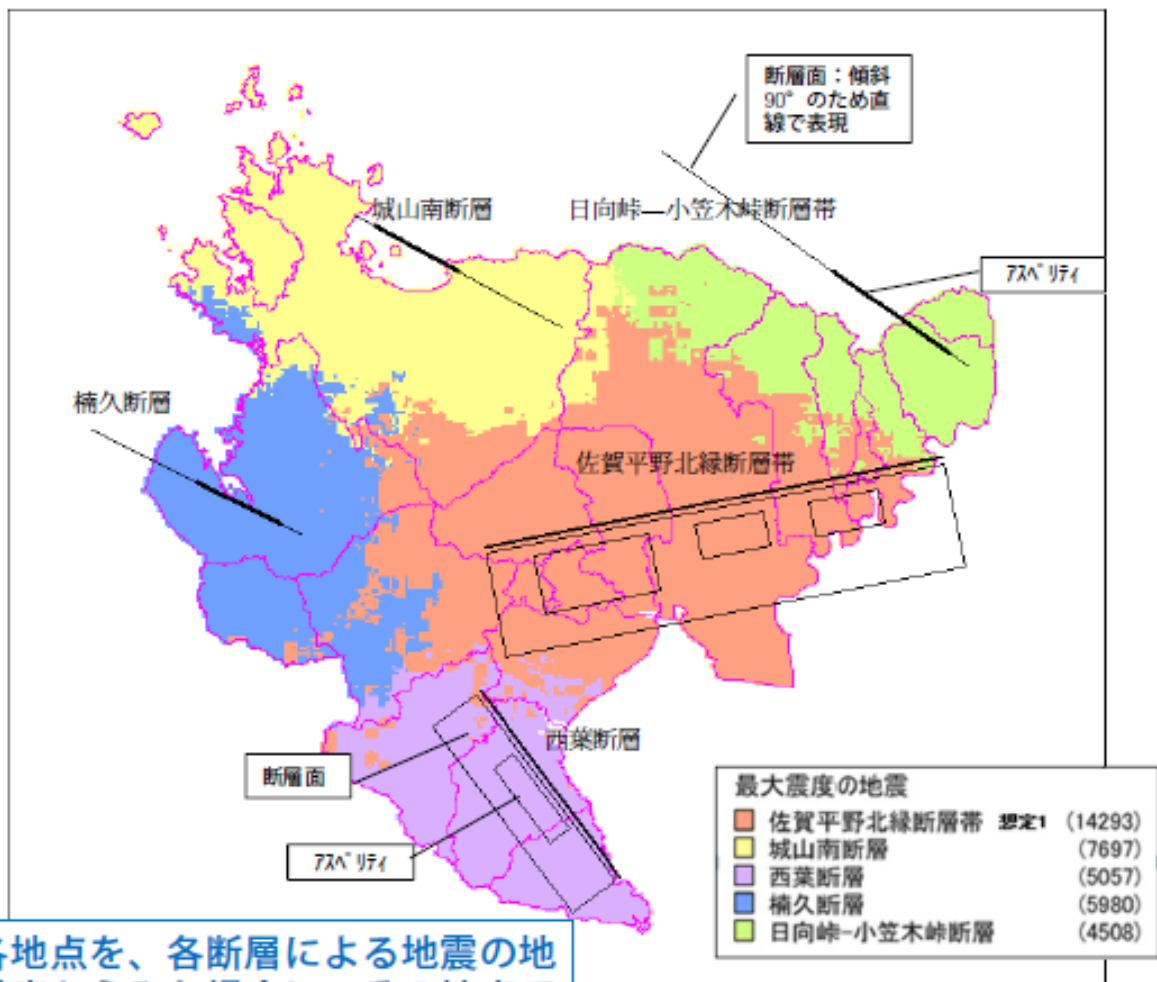 断層面：傾斜
90°のため直
線で表現
城山南断層
日向峠―小笠木峠断層帯
アスペリティ
楠久断層
佐賀平野北縁断層帯
西葉断層
断層面
アスペリティ
最大震度の地震
佐賀平野北縁断層帯 想定1 (14293)
城山南断層 (7697)
西葉断層 (5057)
楠久断層 (5980)
日向峠-小笠木峠断層 (4508)
各地点を、各断層による地震の地